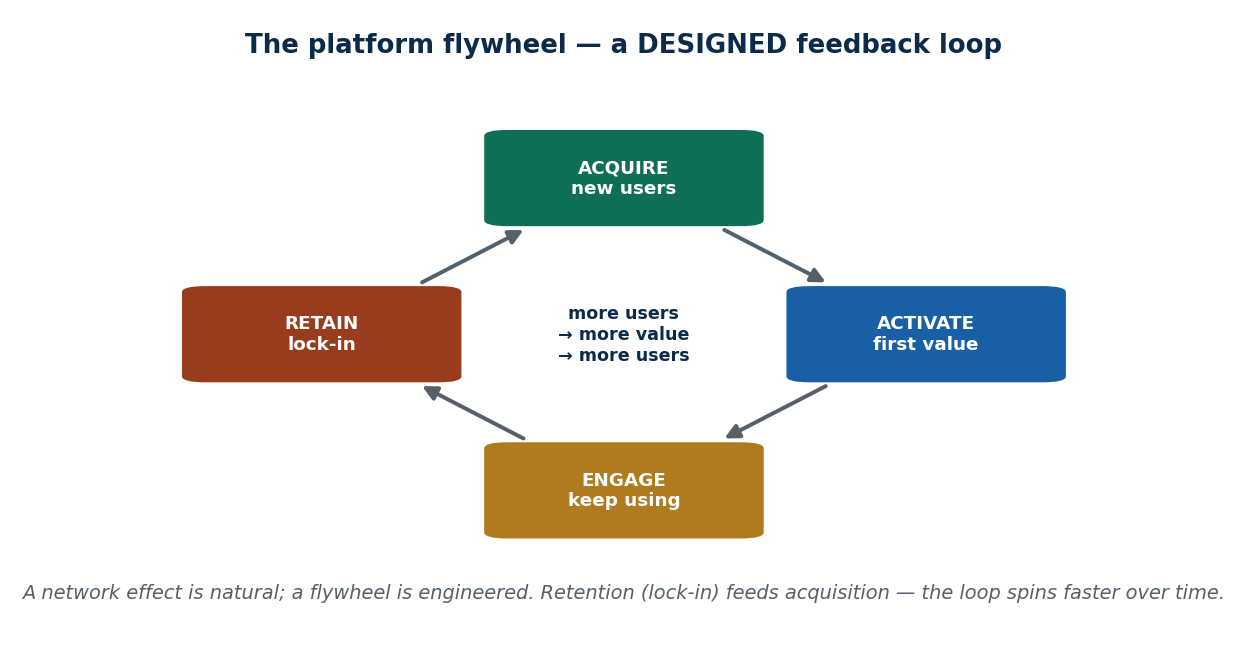 The platform flywheel — a DESIGNED feedback loop
ACQUIRE
new users
RETAIN
lock-in
more users
→ more value
→ more users
ACTIVATE
first value
ENGAGE
keep using
A network effect is natural; a flywheel is engineered. Retention (lock-in) feeds acquisition — the loop spins faster over time.